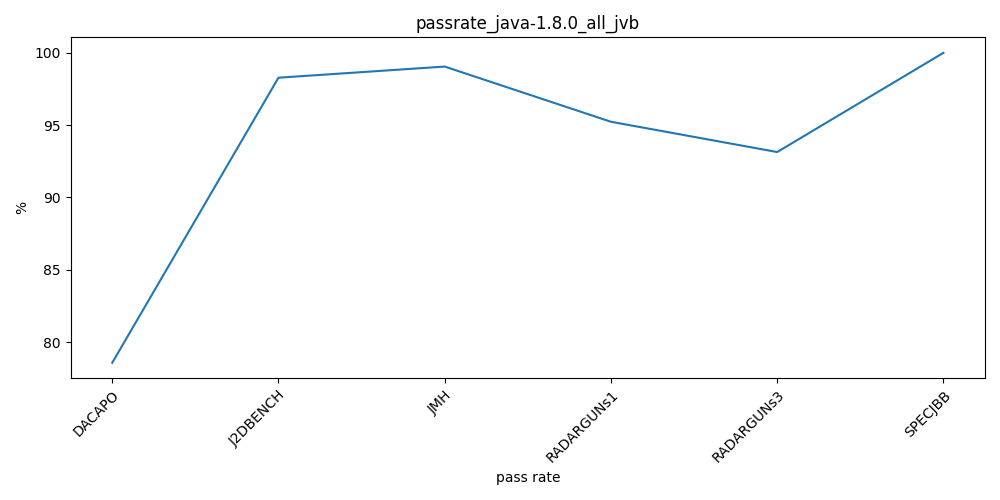 passrate_java-1.8.0_all_jvb
100
95
90
85
80
%
DACAPO
J2DBENCH
JMH
RADARGUNs1
RADARGUNs3
SPECJBB
pass rate